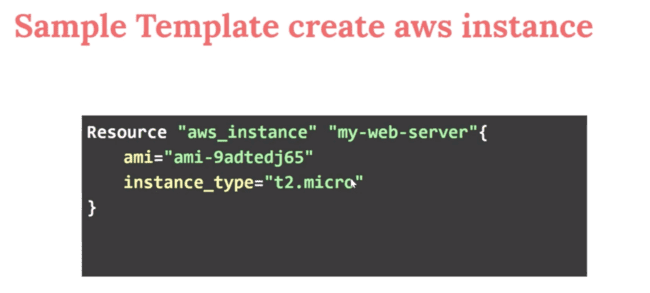 Sample Template create aws instance
Resource "aws_instance" "my-web-server"{
ami="ami-9adtedj65"
instance_type="t2.micro"
}